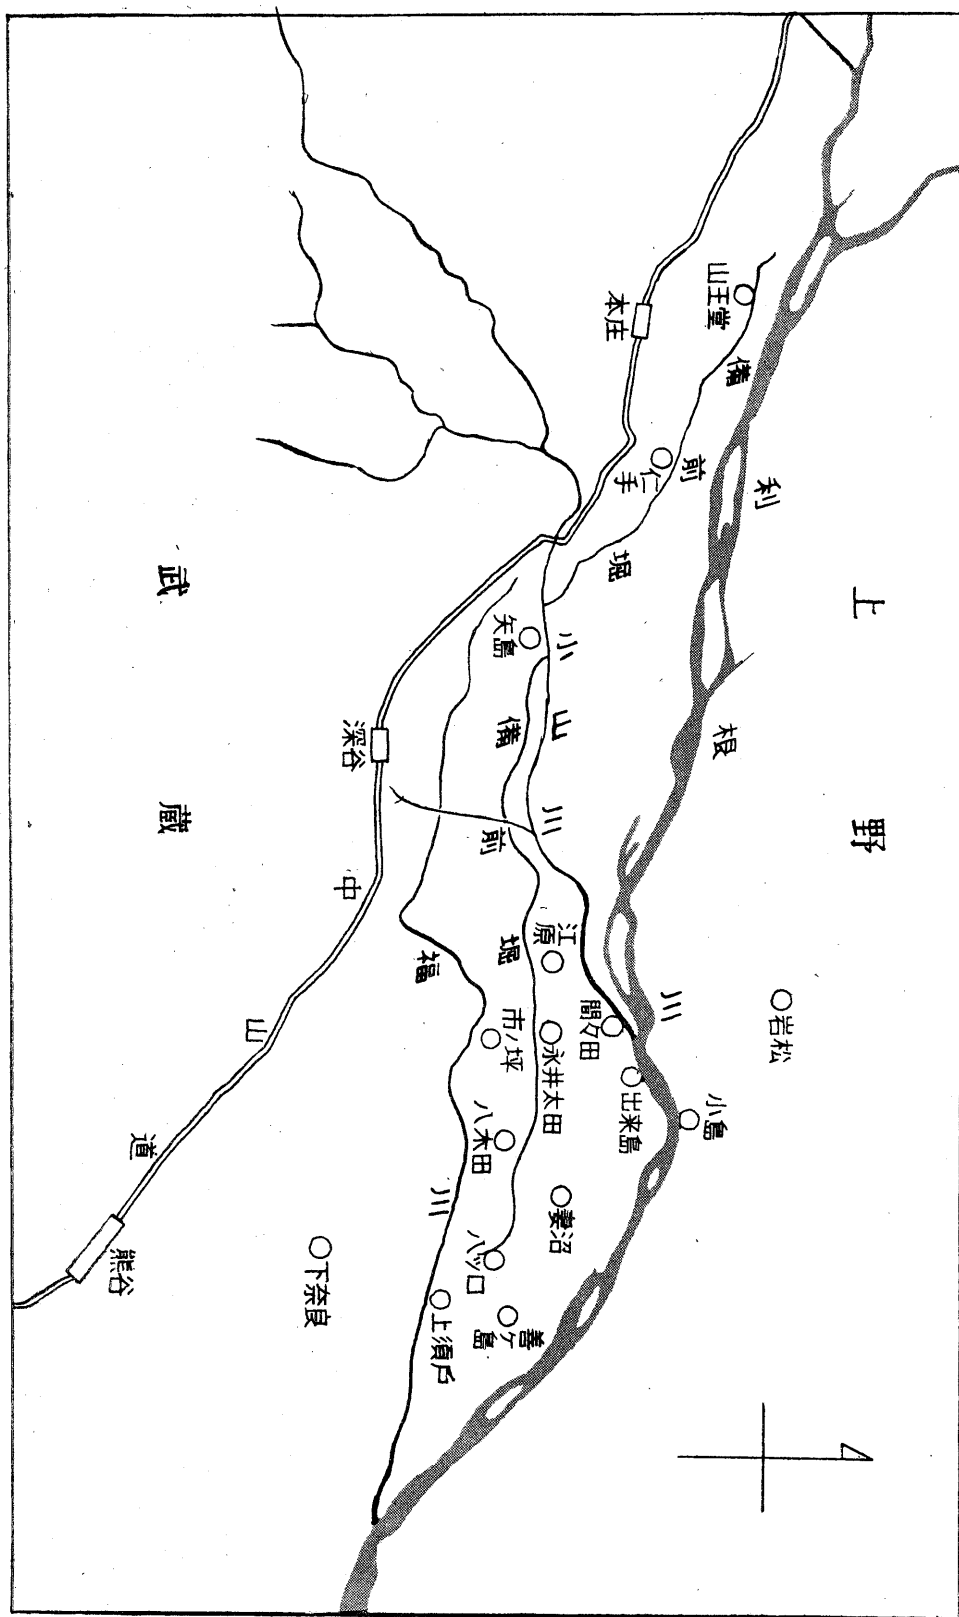 上野
武蔵
利根川
備前堀
小山川
備前堀
福川
中山道
本庄
深谷
熊谷
山王堂
仁手
矢島
江原
市ノ坪
永井太田
間々田
出来島
小島
岩松
八木田
妻沼
八ツ口
善ヶ島
上須戸
下奈良